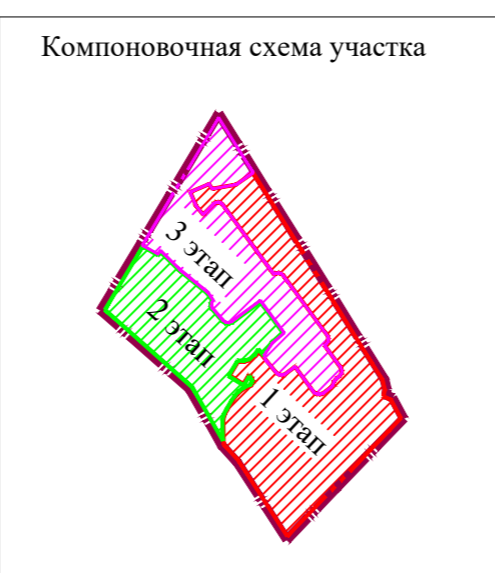 Компоновочная схема участка
3 этап
2 этап
1 этап